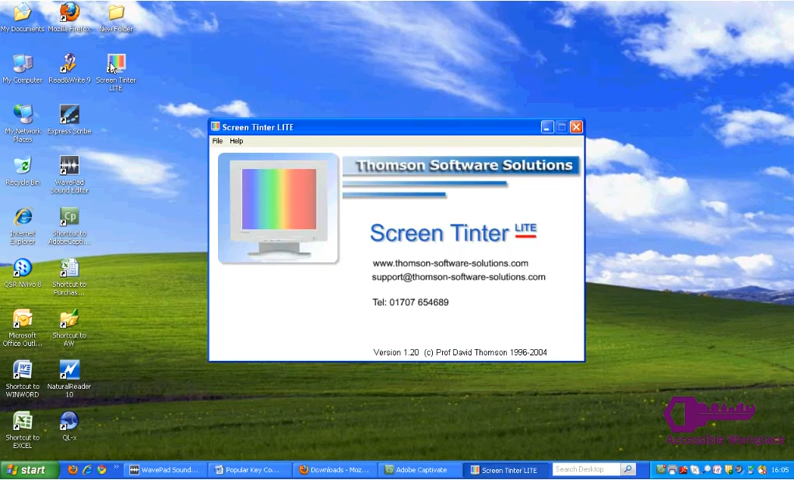 My Documents
Mozilla Firefox
New Folder
My Computer
Read&Write 9
Screen Tinter
LITE
My Network
Places
Express Scribe
Recycle Bin
WavePad
Sound Editor
Internet
Explorer
Shortcut to
AdobeCapti...
QSR NVivo 8
Shortcut to
Purchas...
Microsoft
Office Outl...
Shortcut to
AW
Shortcut to
WINWORD
NaturalReader
10
Shortcut to
EXCEL
QL-x
Screen Tinter LITE
File Help
Thomson Software Solutions
Screen Tinter LITE
www.thomson-software-solutions.com
support@thomson-software-solutions.com
Tel: 01707 654689
Version 1.20 (c) Prof David Thomson 1996-2004
start
WavePad Sound...
Popular Key Co...
Downloads - Moz...
Adobe Captivate
Screen Tinter LITE
Search Desktop
16:05